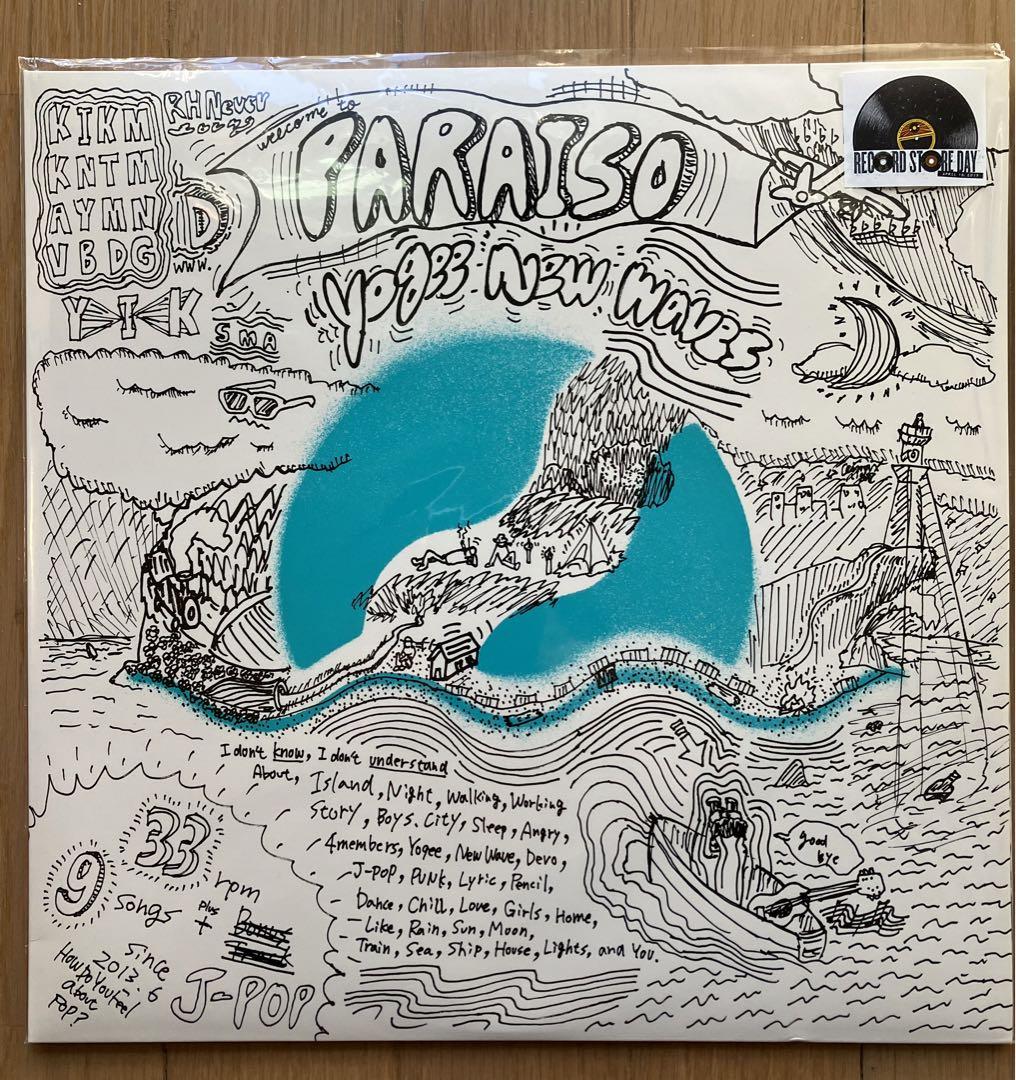 KIKM
KNTM
AYMN
VBDG
RH Never
D
www.
Y-I-K
SMA
welcome to
PARAISO
Yogee New Waves
RECORD STORE DAY
I don't know, I don't understand
About, Island, Night, Walking, Working
Story, Boys, City, Sleep, Angry,
4members, Yogee, New Wave, Devo,
J-POP, PUNK, Lyric, Pencil,
Dance, Chill, Love, Girls, Home,
Like, Rain, Sun, Moon,
Train, Sea, Ship, House, Lights, and You.
good
bye
33
rpm
9
songs
plus
+
since
2013.6
How Do You Feel
about
Pop?
J-POP